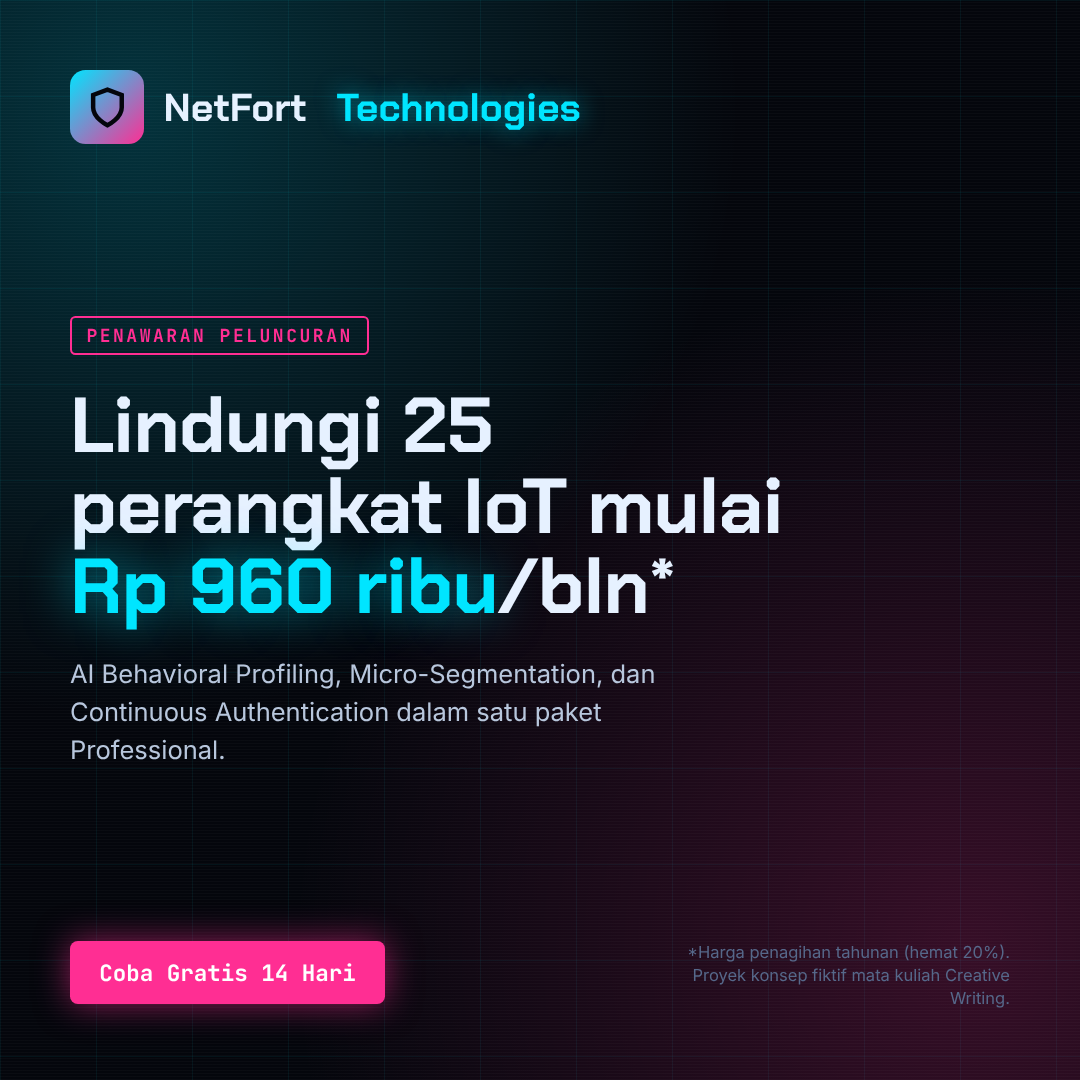 NetFort Technologies
PENAWARAN PELUNCURAN
Lindungi 25
perangkat IoT mulai
Rp 960 ribu/bln*
AI Behavioral Profiling, Micro-Segmentation, dan
Continuous Authentication dalam satu paket
Professional.
Coba Gratis 14 Hari
*Harga penagihan tahunan (hemat 20%).
Proyek konsep fiktif mata kuliah Creative
Writing.